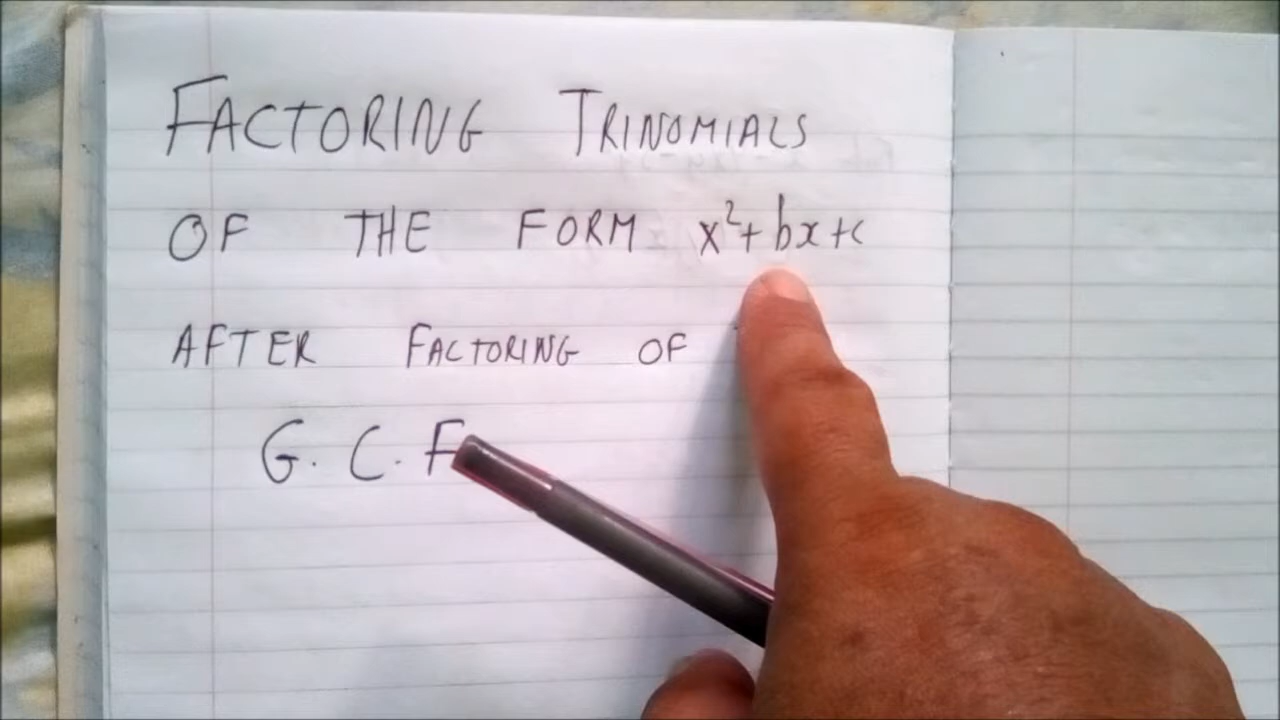 FACTORING TRINOMIALS
OF THE FORM x²+bx+c
AFTER FACTORING OF
G.C.F